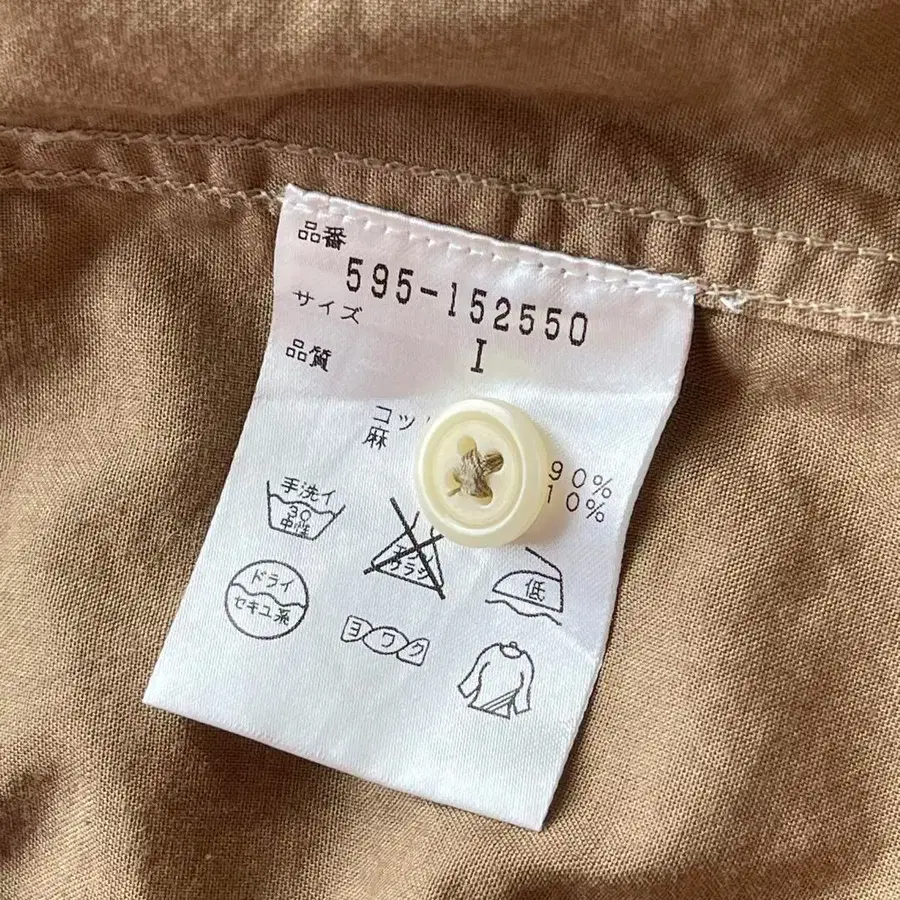 品番
595-152550
サイズ
I
品質
コッ
麻
90%
10%
手洗イ
30
中性
低
ドライ
セキユ系
ヨワク